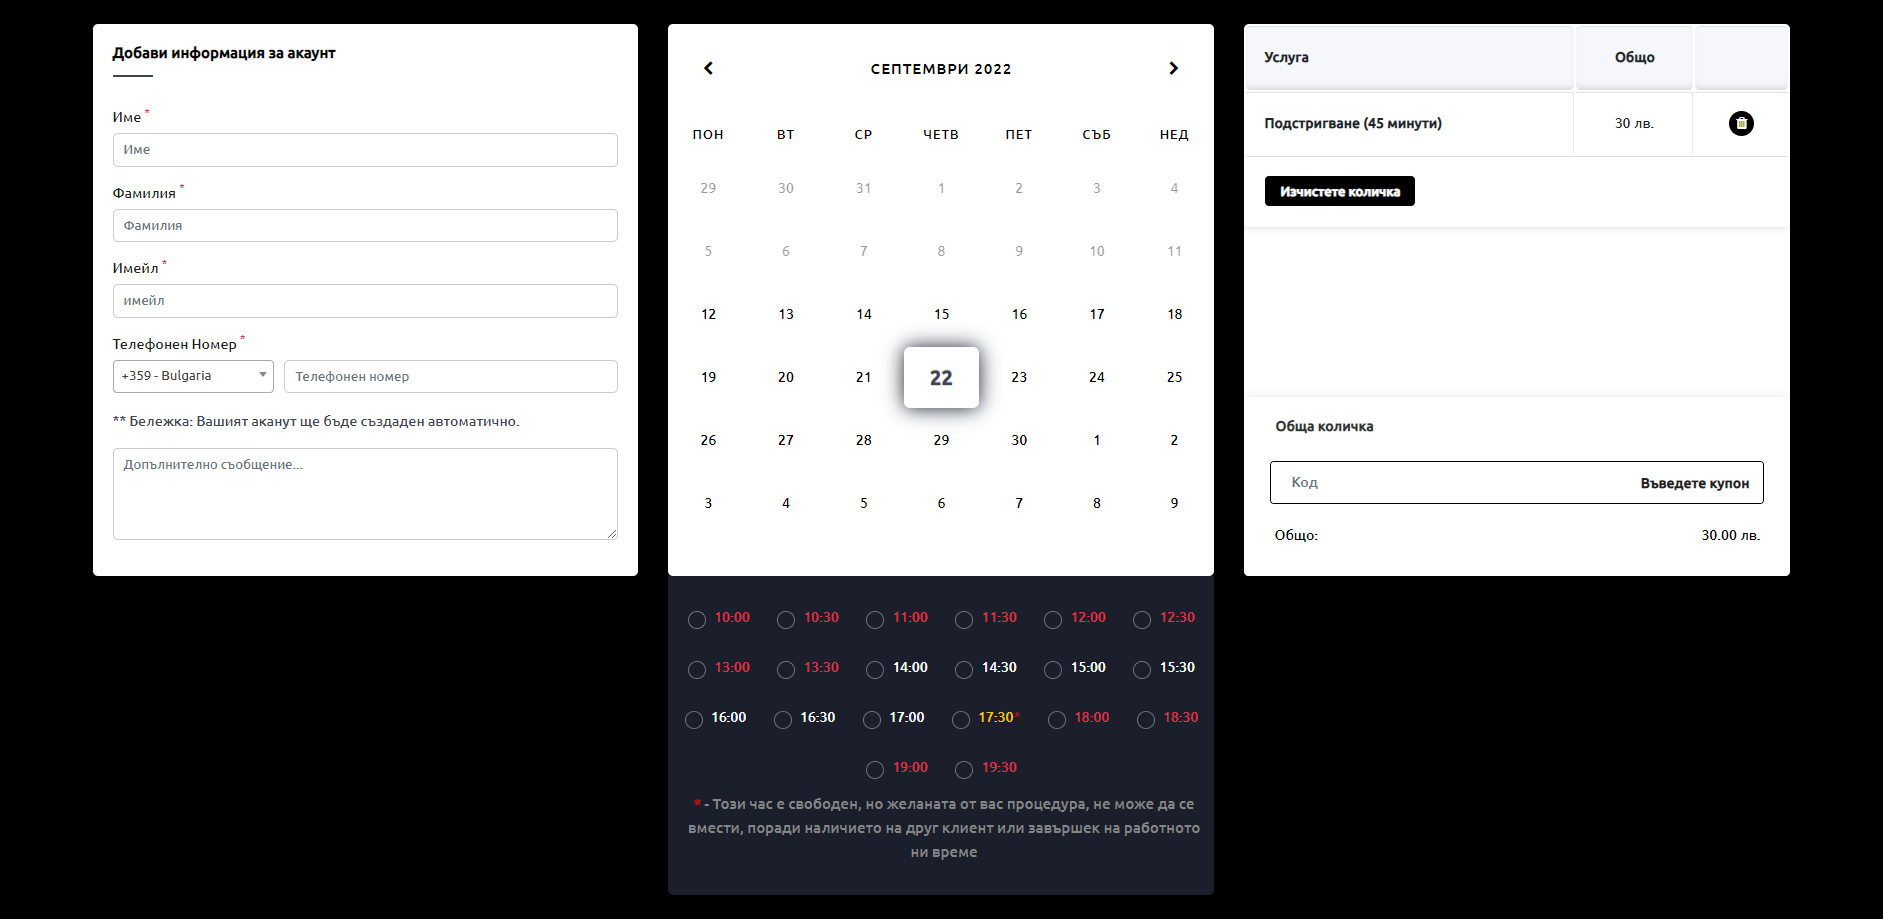 Добави информация за акаунт
Име *
Име
Фамилия *
Фамилия
Имейл *
имейл
Телефонен Номер *
+359 - Bulgaria
Телефонен номер
** Бележка: Вашият аканут ще бъде създаден автоматично.
Допълнително съобщение...
СЕПТЕМВРИ 2022
ПОН ВТ СР ЧЕТВ ПЕТ СЪБ НЕД
29 30 31 1 2 3 4
5 6 7 8 9 10 11
12 13 14 15 16 17 18
19 20 21 22 23 24 25
26 27 28 29 30 1 2
3 4 5 6 7 8 9
10:00 10:30 11:00 11:30 12:00 12:30
13:00 13:30 14:00 14:30 15:00 15:30
16:00 16:30 17:00 17:30* 18:00 18:30
19:00 19:30
* - Този час е свободен, но желаната от вас процедура, не може да се
вмести, поради наличието на друг клиент или завършек на работното
ни време
Услуга Общо
Подстригване (45 минути) 30 лв.
Изчистете количка
Обща количка
Код Въведете купон
Общо: 30.00 лв.